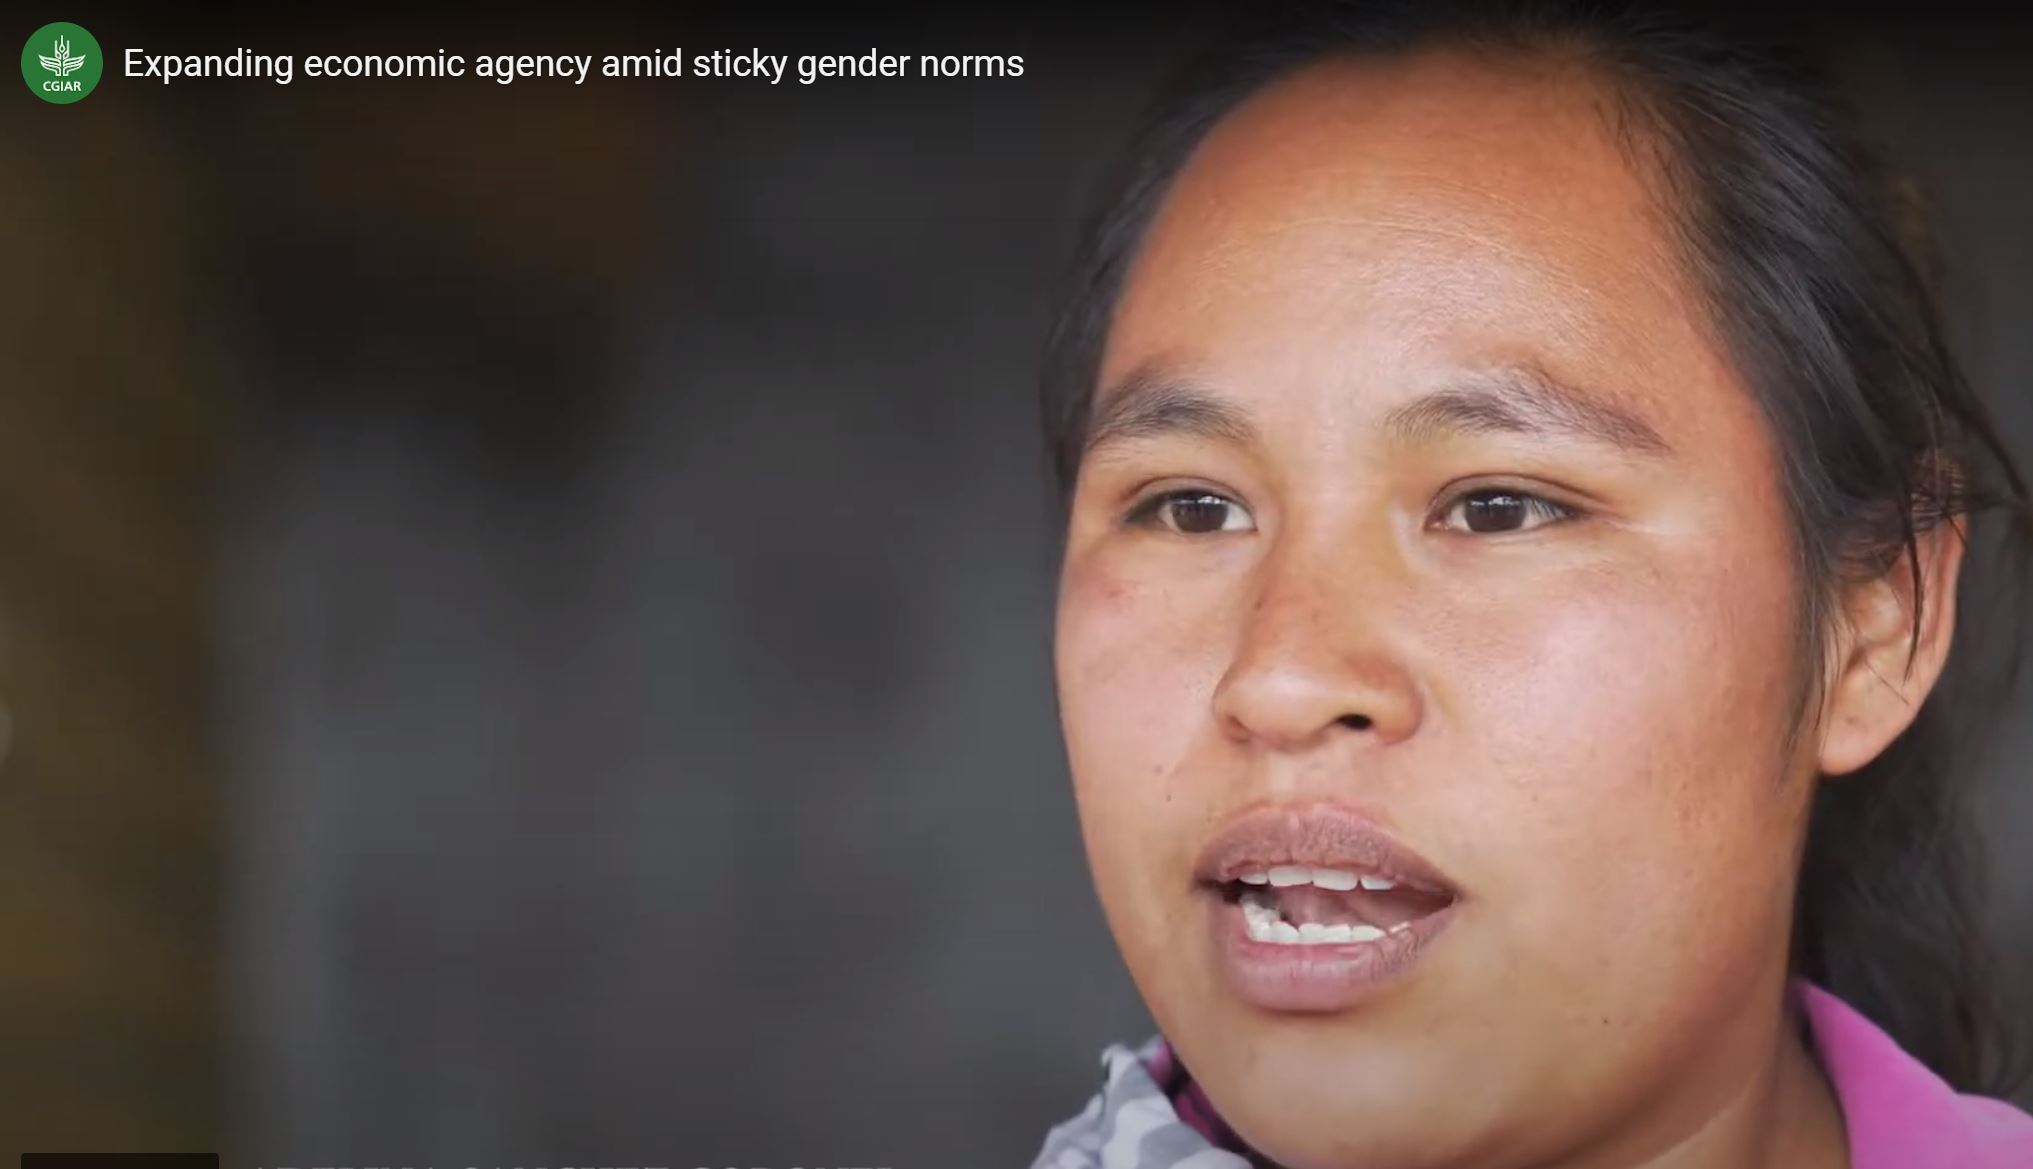 CGIAR
Expanding economic agency amid sticky gender norms